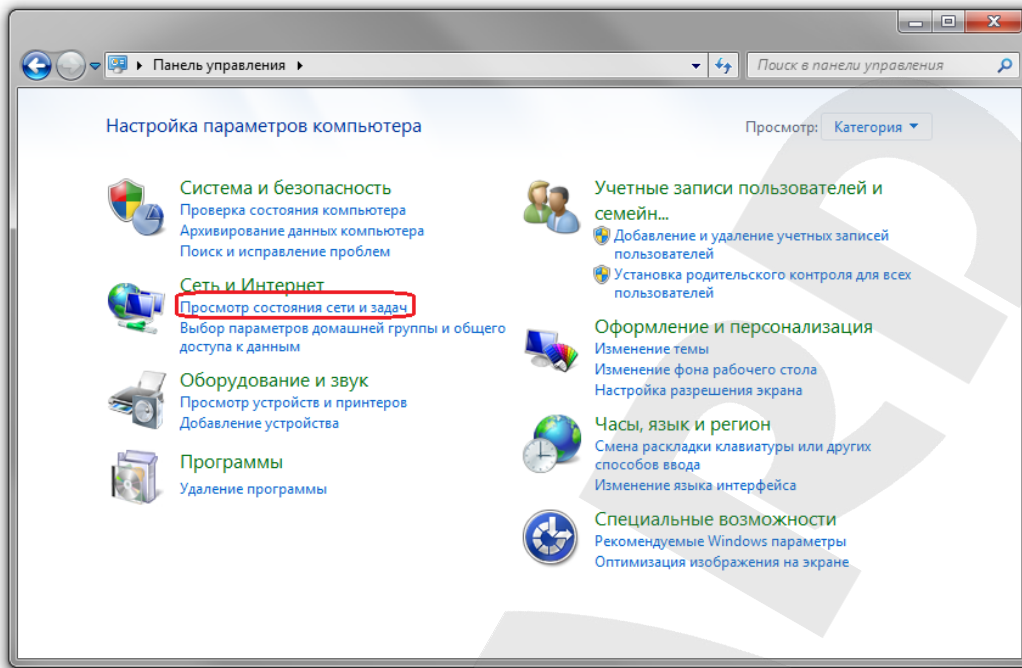 Панель управления
Поиск в панели управления
Настройка параметров компьютера
Просмотр: Категория
Система и безопасность
Проверка состояния компьютера
Архивирование данных компьютера
Поиск и исправление проблем
Сеть и Интернет
Просмотр состояния сети и задач
Выбор параметров домашней группы и общего
доступа к данным
Оборудование и звук
Просмотр устройств и принтеров
Добавление устройства
Программы
Удаление программы
Учетные записи пользователей и
семейн...
Добавление и удаление учетных записей
пользователей
Установка родительского контроля для всех
пользователей
Оформление и персонализация
Изменение темы
Изменение фона рабочего стола
Настройка разрешения экрана
Часы, язык и регион
Смена раскладки клавиатуры или других
способов ввода
Изменение языка интерфейса
Специальные возможности
Рекомендуемые Windows параметры
Оптимизация изображения на экране